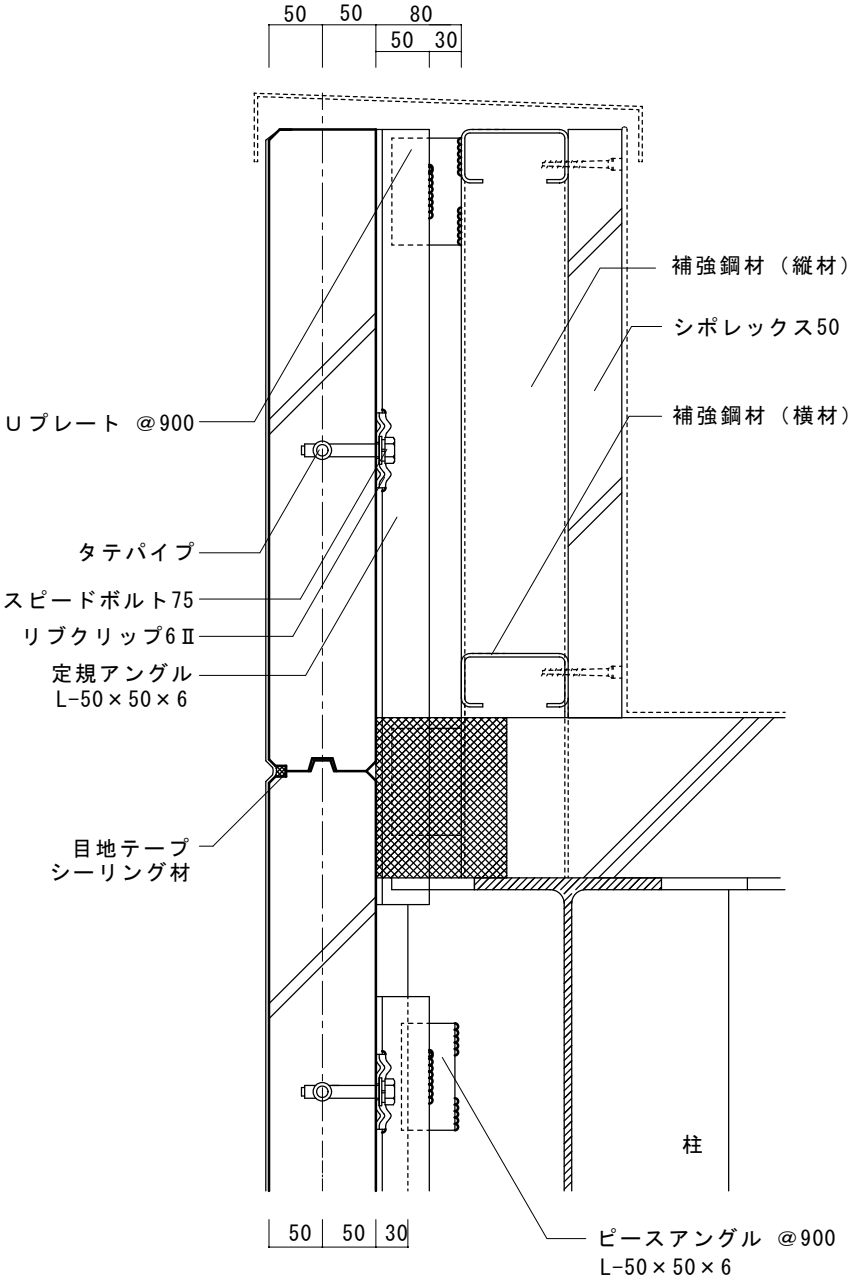 50 50 80
50 30
補強鋼材（縦材）
シポレックス50
補強鋼材（横材）
Uプレート @900
タテパイプ
スピードボルト75
リブクリップ6Ⅱ
定規アングル
L-50×50×6
目地テープ
シーリング材
柱
50 50 30
ピースアングル @900
L-50×50×6